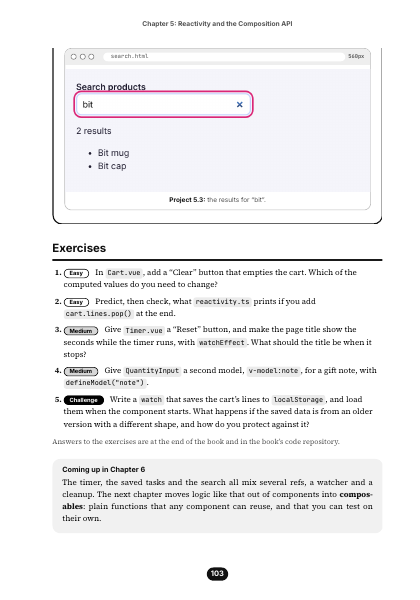 Chapter 5: Reactivity and the Composition API
search.html
560px
Search products
bit
×
2 results
• Bit mug
• Bit cap
Project 5.3: the results for "bit".
Exercises
1. Easy In Cart.vue, add a “Clear” button that empties the cart. Which of the
computed values do you need to change?
2. Easy Predict, then check, what reactivity.ts prints if you add
cart.lines.pop() at the end.
3. Medium Give Timer.vue a “Reset” button, and make the page title show the
seconds while the timer runs, with watchEffect. What should the title be when it
stops?
4. Medium Give QuantityInput a second model, v-model:note, for a gift note, with
defineModel("note").
5. Challenge Write a watch that saves the cart’s lines to localStorage, and load
them when the component starts. What happens if the saved data is from an older
version with a different shape, and how do you protect against it?
Answers to the exercises are at the end of the book and in the book’s code repository.
Coming up in Chapter 6
The timer, the saved tasks and the search all mix several refs, a watcher and a
cleanup. The next chapter moves logic like that out of components into compos-
ables: plain functions that any component can reuse, and that you can test on
their own.
103